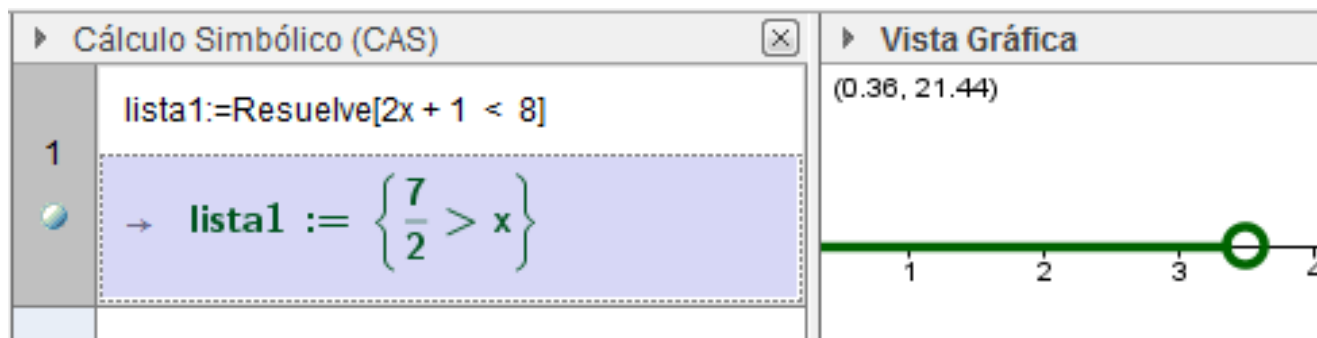 Cálculo Simbólico (CAS)
Vista Gráfica
1
lista1:=Resuelve[2x + 1 < 8]
→ lista1 := {7/2 > x}
(0.36, 21.44)
1 2 3 4